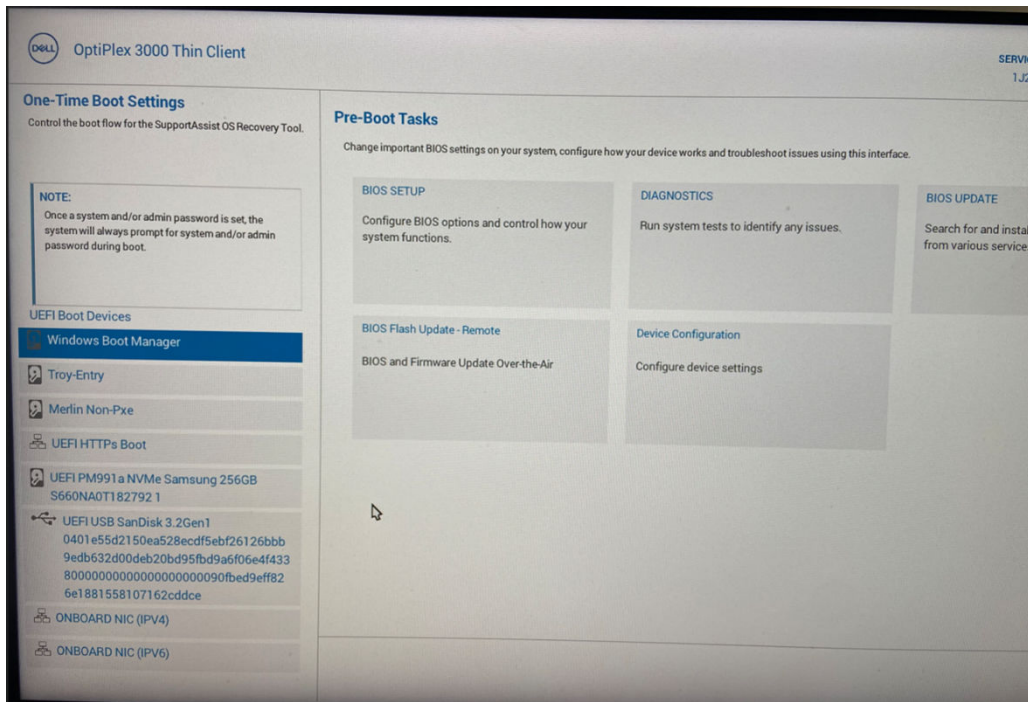 DELL
OptiPlex 3000 Thin Client
One-Time Boot Settings
Control the boot flow for the SupportAssist OS Recovery Tool.
NOTE:
Once a system and/or admin password is set, the
system will always prompt for system and/or admin
password during boot.
UEFI Boot Devices
Windows Boot Manager
Troy-Entry
Merlin Non-Pxe
UEFI HTTPs Boot
UEFI PM991a NVMe Samsung 256GB
S660NA0T182792 1
UEFI USB SanDisk 3.2Gen1
0401e55d2150ea528ecdf5ebf26126bbb
9edb632d00deb20bd95fbd9a6f06e4f433
80000000000000000000090fbed9eff82
6e1881558107162cddce
ONBOARD NIC (IPV4)
ONBOARD NIC (IPV6)
SERVI
1J2
Pre-Boot Tasks
Change important BIOS settings on your system, configure how your device works and troubleshoot issues using this interface.
BIOS SETUP
Configure BIOS options and control how your
system functions.
DIAGNOSTICS
Run system tests to identify any issues.
BIOS UPDATE
Search for and instal
from various service
BIOS Flash Update - Remote
BIOS and Firmware Update Over-the-Air
Device Configuration
Configure device settings